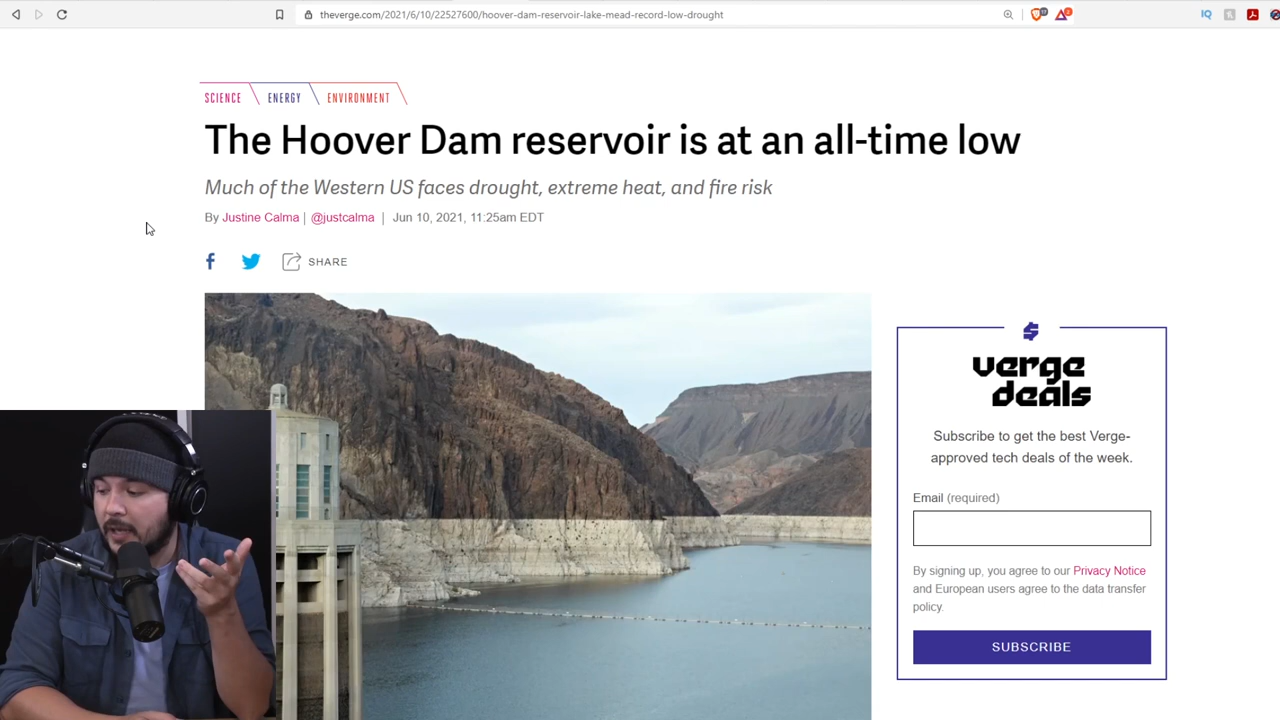 theverge.com/2021/6/10/22527600/hoover-dam-reservoir-lake-mead-record-low-drought
17
2
IQ
SCIENCE
ENERGY
ENVIRONMENT
The Hoover Dam reservoir is at an all-time low
Much of the Western US faces drought, extreme heat, and fire risk
By Justine Calma | @justcalma | Jun 10, 2021, 11:25am EDT
SHARE
$
verge
deals
Subscribe to get the best Verge-
approved tech deals of the week.
Email (required)
By signing up, you agree to our Privacy Notice
and European users agree to the data transfer
policy.
SUBSCRIBE